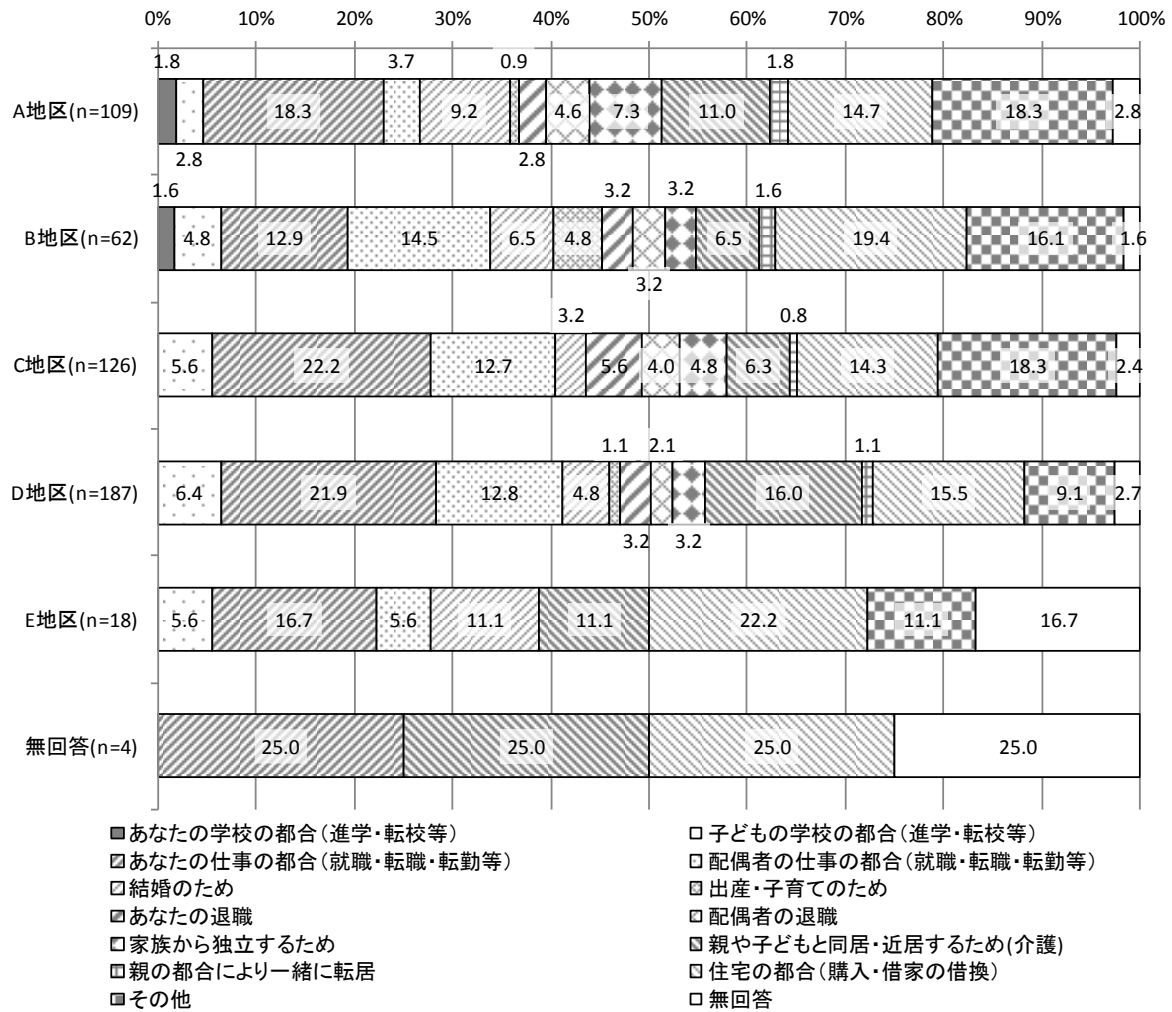 0% 10% 20% 30% 40% 50% 60% 70% 80% 90% 100%
1.8 3.7 0.9 1.8
A地区(n=109) 18.3 9.2 4.6 7.3 11.0 14.7 18.3 2.8
2.8 2.8
1.6 3.2 3.2 1.6
B地区(n=62) 4.8 12.9 14.5 6.5 4.8 6.5 19.4 16.1 1.6
3.2
3.2 0.8
C地区(n=126) 5.6 22.2 12.7 5.6 4.0 4.8 6.3 14.3 18.3 2.4
1.1 2.1 1.1
D地区(n=187) 6.4 21.9 12.8 4.8 16.0 15.5 9.1 2.7
3.2 3.2
E地区(n=18) 5.6 16.7 5.6 11.1 11.1 22.2 11.1 16.7
無回答(n=4) 25.0 25.0 25.0 25.0
あなたの学校の都合(進学・転校等) 子どもの学校の都合(進学・転校等)
あなたの仕事の都合(就職・転職・転勤等) 配偶者の仕事の都合(就職・転職・転勤等)
結婚のため 出産・子育てのため
あなたの退職 配偶者の退職
家族から独立するため 親や子どもと同居・近居するため(介護)
親の都合により一緒に転居 住宅の都合(購入・借家の借換)
その他 無回答